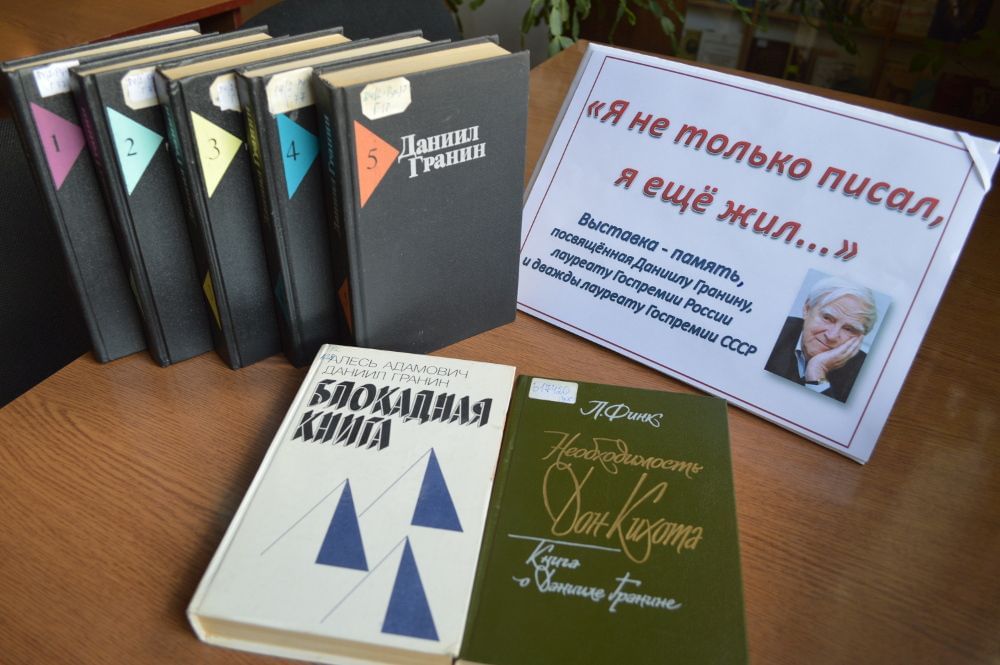 1
2
3
4
5
Даниил
Гранин
«Я не только писал,
я ещё жил...»
Выставка - память,
посвящённая Даниилу Гранину,
лауреату Госпремии России
и дважды лауреату Госпремии СССР
АЛЕСЬ АДАМОВИЧ
ДАНИИЛ ГРАНИН
БЛОКАДНАЯ
КНИГА
Л. Финк
Необходимость
Дон Кихота
Книга
о Данииле Гранине